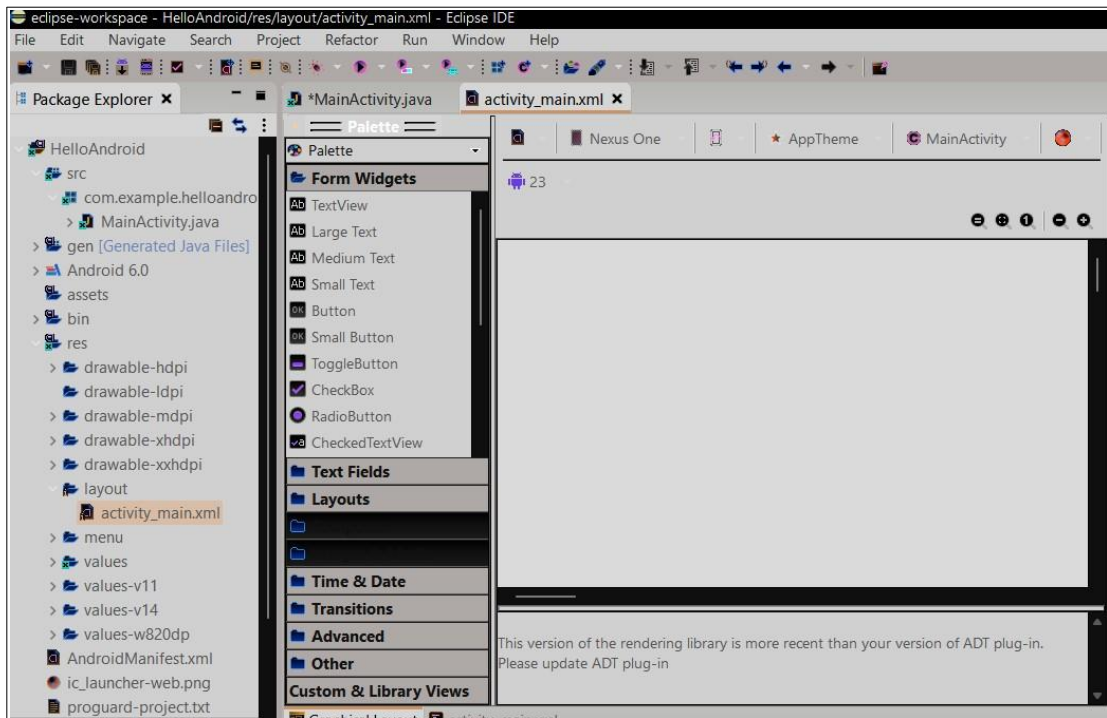 eclipse-workspace - HelloAndroid/res/layout/activity_main.xml - Eclipse IDE
File Edit Navigate Search Project Refactor Run Window Help
Package Explorer
*MainActivity.java
activity_main.xml
HelloAndroid
src
com.example.helloandro
MainActivity.java
gen [Generated Java Files]
Android 6.0
assets
bin
res
drawable-hdpi
drawable-ldpi
drawable-mdpi
drawable-xhdpi
drawable-xxhdpi
layout
activity_main.xml
menu
values
values-v11
values-v14
values-w820dp
AndroidManifest.xml
ic_launcher-web.png
proguard-project.txt
Palette
Palette
Form Widgets
Ab TextView
Ab Large Text
Ab Medium Text
Ab Small Text
OK Button
OK Small Button
ToggleButton
CheckBox
RadioButton
CheckedTextView
Text Fields
Layouts
Time & Date
Transitions
Advanced
Other
Custom & Library Views
Nexus One
AppTheme
MainActivity
23
This version of the rendering library is more recent than your version of ADT plug-in.
Please update ADT plug-in